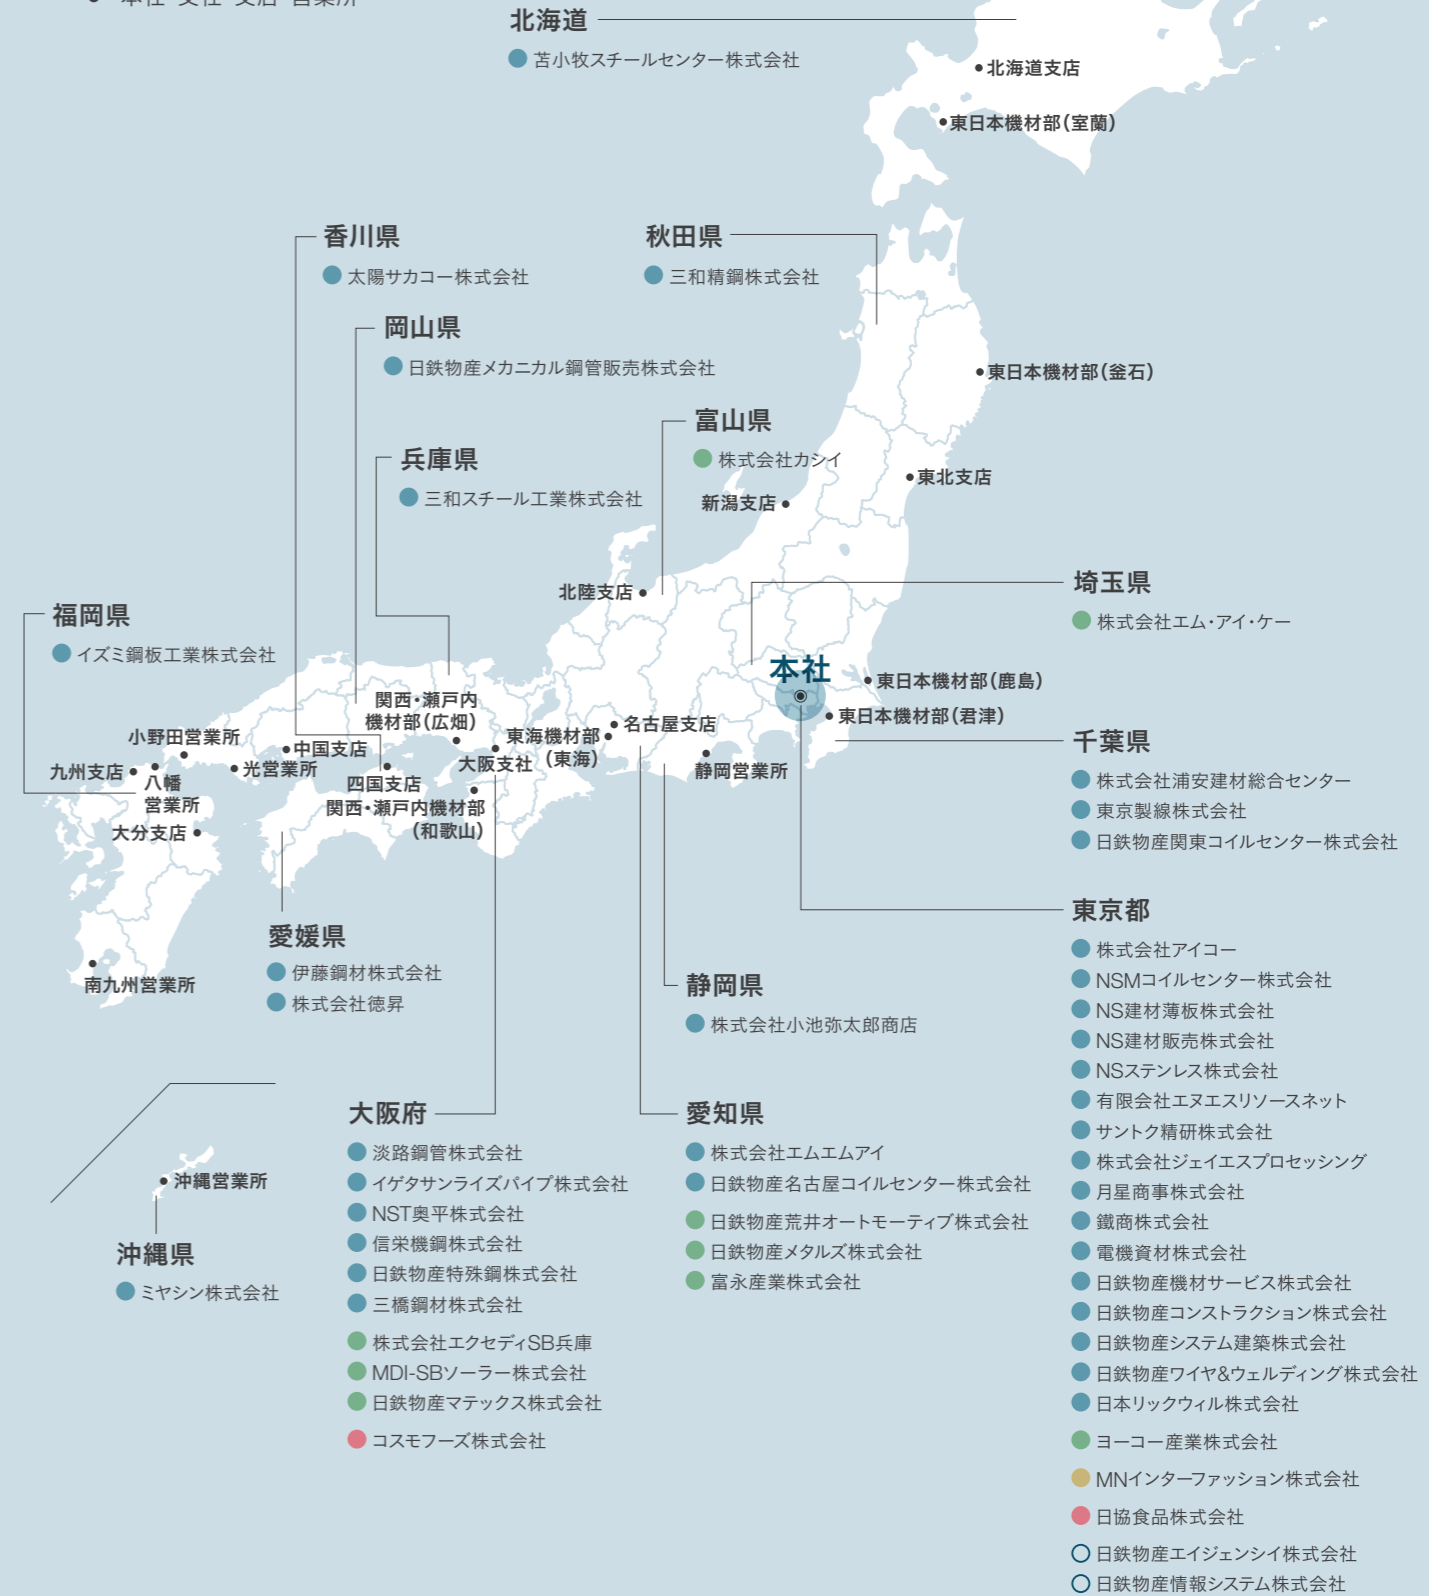 本社・支社・支店・営業所
北海道
苫小牧スチールセンター株式会社
北海道支店
東日本機材部(室蘭)
香川県
太陽サカコー株式会社
秋田県
三和精鋼株式会社
岡山県
日鉄物産メカニカル鋼管販売株式会社
東日本機材部(釜石)
富山県
株式会社カシイ
兵庫県
三和スチール工業株式会社
東北支店
新潟支店
北陸支店
埼玉県
株式会社エム・アイ・ケー
福岡県
イズミ鋼板工業株式会社
本社
東日本機材部(鹿島)
東日本機材部(君津)
関西・瀬戸内
機材部(広畑)
名古屋支店
東海機材部
(東海)
静岡営業所
大阪支社
小野田営業所
中国支店
光営業所
九州支店
八幡
営業所
四国支店
関西・瀬戸内機材部
(和歌山)
大分支店
南九州営業所
千葉県
株式会社浦安建材総合センター
東京製線株式会社
日鉄物産関東コイルセンター株式会社
愛媛県
伊藤鋼材株式会社
株式会社徳昇
静岡県
株式会社小池弥太郎商店
東京都
株式会社アイコー
NSMコイルセンター株式会社
NS建材薄板株式会社
NS建材販売株式会社
NSステンレス株式会社
有限会社エヌエスリソースネット
サントク精研株式会社
株式会社ジェイエスプロセッシング
月星商事株式会社
鐵商株式会社
電機資材株式会社
日鉄物産機材サービス株式会社
日鉄物産コンストラクション株式会社
日鉄物産システム建築株式会社
日鉄物産ワイヤ&ウェルディング株式会社
日本リックウィル株式会社
ヨーコー産業株式会社
MNインターファッション株式会社
日協食品株式会社
日鉄物産エイジェンシイ株式会社
日鉄物産情報システム株式会社
大阪府
淡路鋼管株式会社
イゲタサンライズパイプ株式会社
NST奥平株式会社
信栄機鋼株式会社
日鉄物産特殊鋼株式会社
三橋鋼材株式会社
株式会社エクセディSB兵庫
MDI-SBソーラー株式会社
日鉄物産マテックス株式会社
コスモフーズ株式会社
愛知県
株式会社エムエムアイ
日鉄物産名古屋コイルセンター株式会社
日鉄物産荒井オートモーティブ株式会社
日鉄物産メタルズ株式会社
富永産業株式会社
沖縄営業所
沖縄県
ミヤシン株式会社